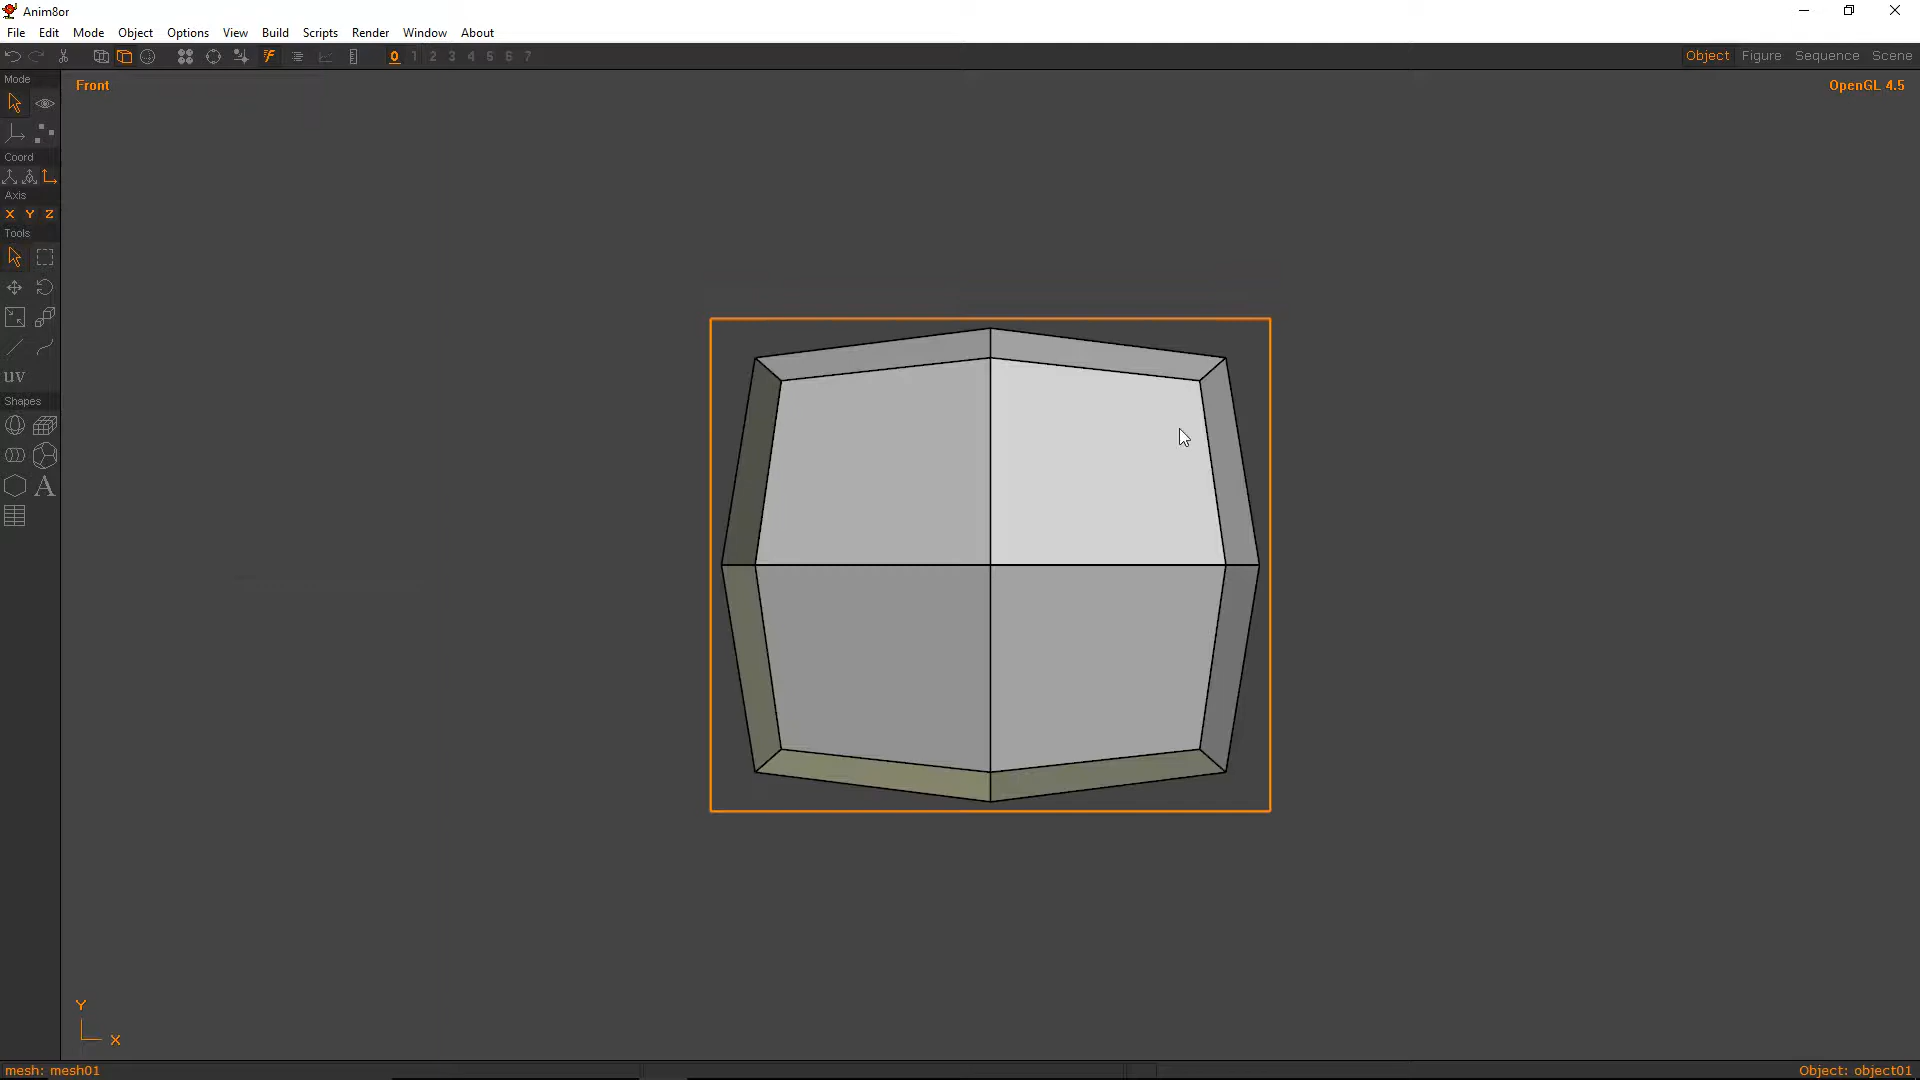 Anim8or
File Edit Mode Object Options View Build Scripts Render Window About
0 1 2 3 4 5 6 7
Object Figure Sequence Scene
Mode
Front
OpenGL 4.5
Coord
Axis
X Y Z
Tools
uv
Shapes
A
Y
X
mesh: mesh01
Object: object01